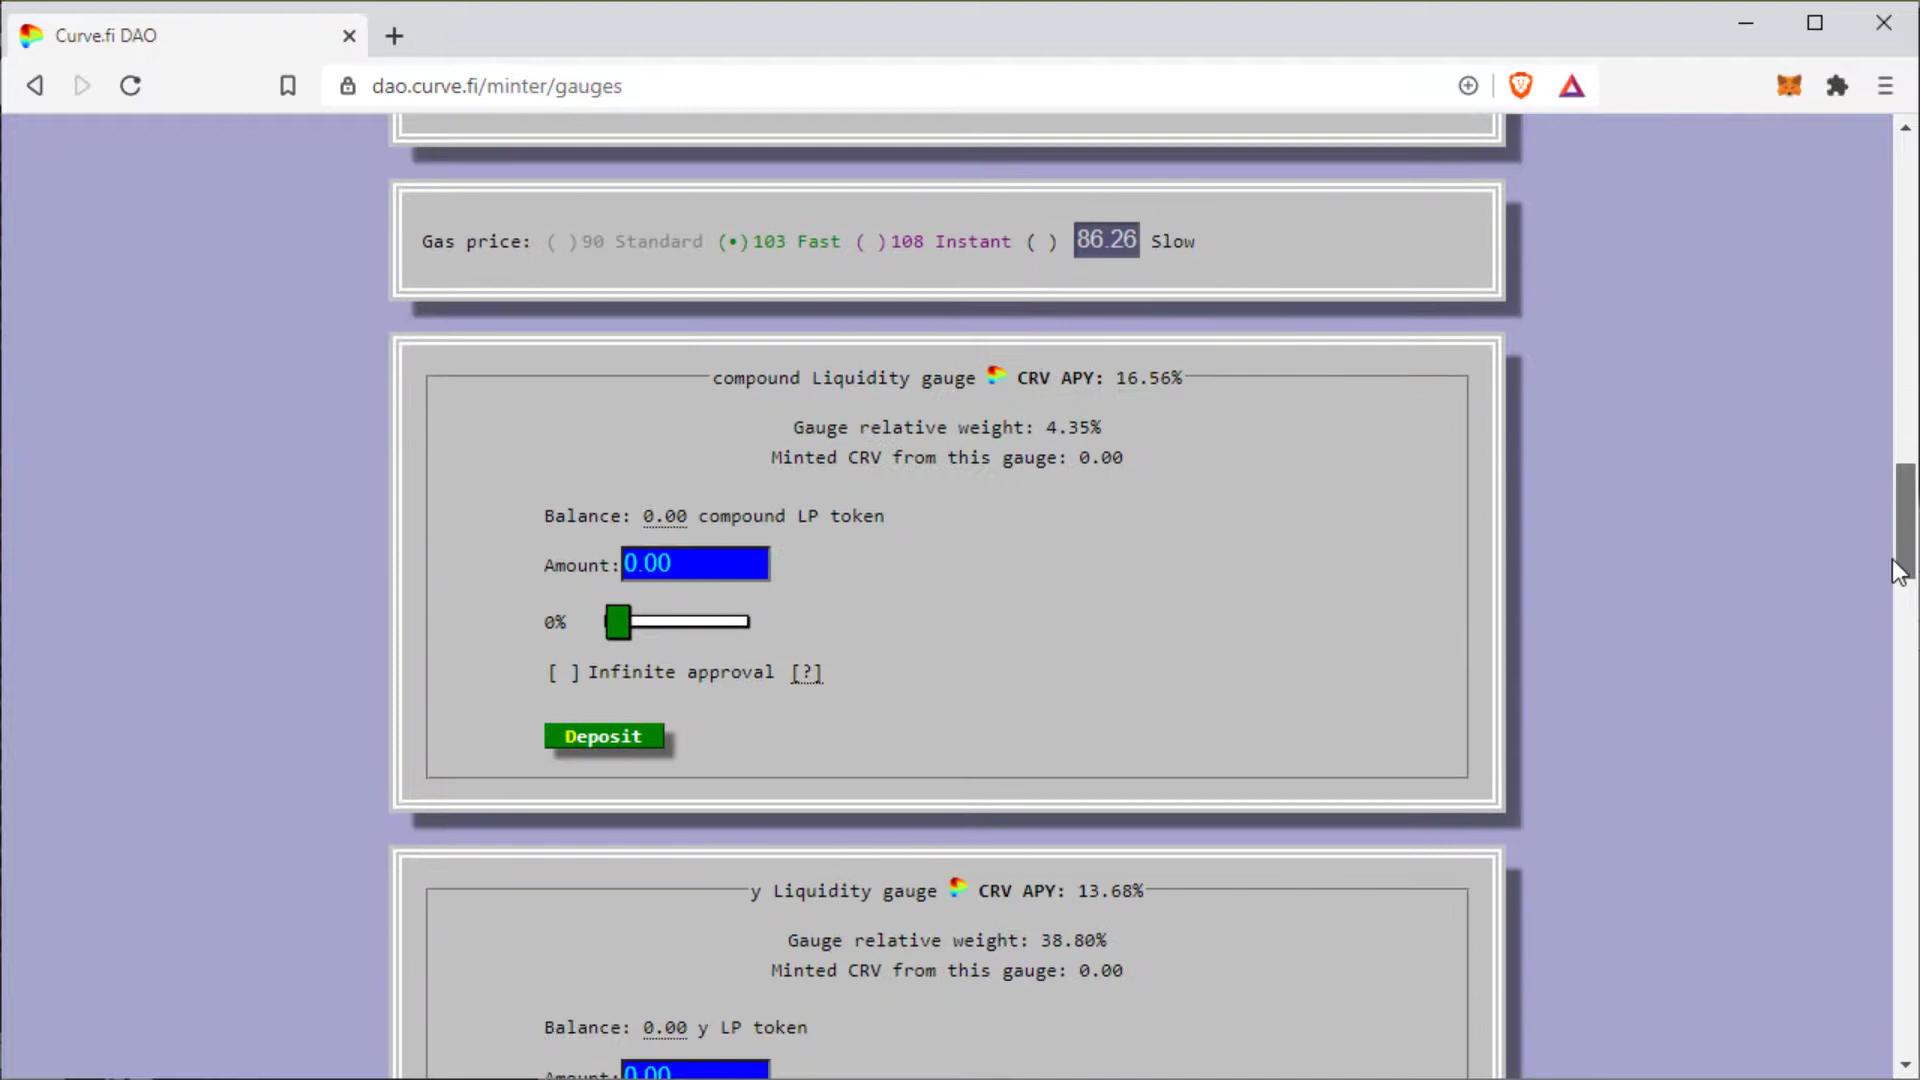 Curve.fi DAO
dao.curve.fi/minter/gauges
Gas price: ( )90 Standard (•)103 Fast ( )108 Instant ( ) 86.26 Slow
compound Liquidity gauge CRV APY: 16.56%
Gauge relative weight: 4.35%
Minted CRV from this gauge: 0.00
Balance: 0.00 compound LP token
Amount: 0.00
0%
[ ] Infinite approval [?]
Deposit
y Liquidity gauge CRV APY: 13.68%
Gauge relative weight: 38.80%
Minted CRV from this gauge: 0.00
Balance: 0.00 y LP token
Amount: 0.00